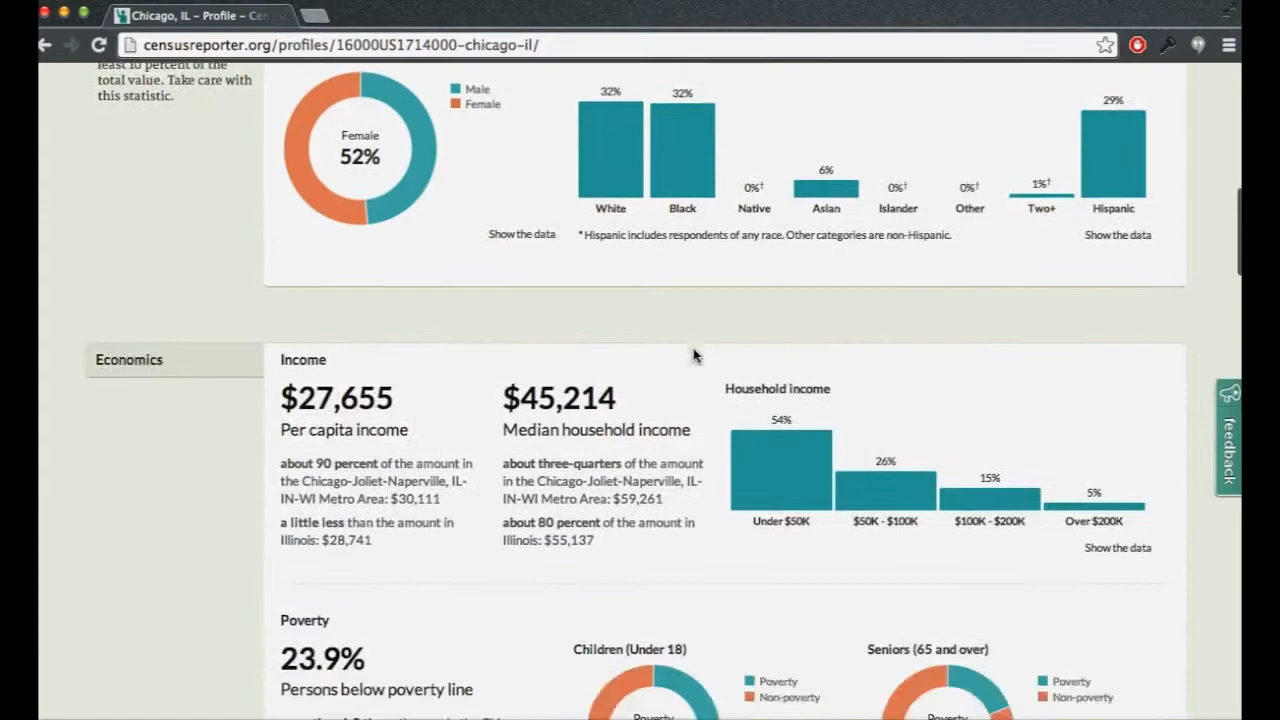 Chicago, IL – Profile – Cen
censusreporter.org/profiles/16000US1714000-chicago-il/
least 10 percent of the
total value. Take care with
this statistic.
Female
52%
Male
Female
Show the data
32%
32%
0%†
6%
0%†
0%†
1%†
29%
White
Black
Native
Asian
Islander
Other
Two+
Hispanic
* Hispanic includes respondents of any race. Other categories are non-Hispanic.
Show the data
Economics
Income
$27,655
Per capita income
about 90 percent of the amount in
the Chicago-Joliet-Naperville, IL-
IN-WI Metro Area: $30,111
a little less than the amount in
Illinois: $28,741
$45,214
Median household income
about three-quarters of the amount
in the Chicago-Joliet-Naperville, IL-
IN-WI Metro Area: $59,261
about 80 percent of the amount in
Illinois: $55,137
Household income
54%
26%
15%
5%
Under $50K
$50K - $100K
$100K - $200K
Over $200K
Show the data
feedback
Poverty
23.9%
Persons below poverty line
Children (Under 18)
Poverty
Non-poverty
Poverty
Seniors (65 and over)
Poverty
Non-poverty
Poverty